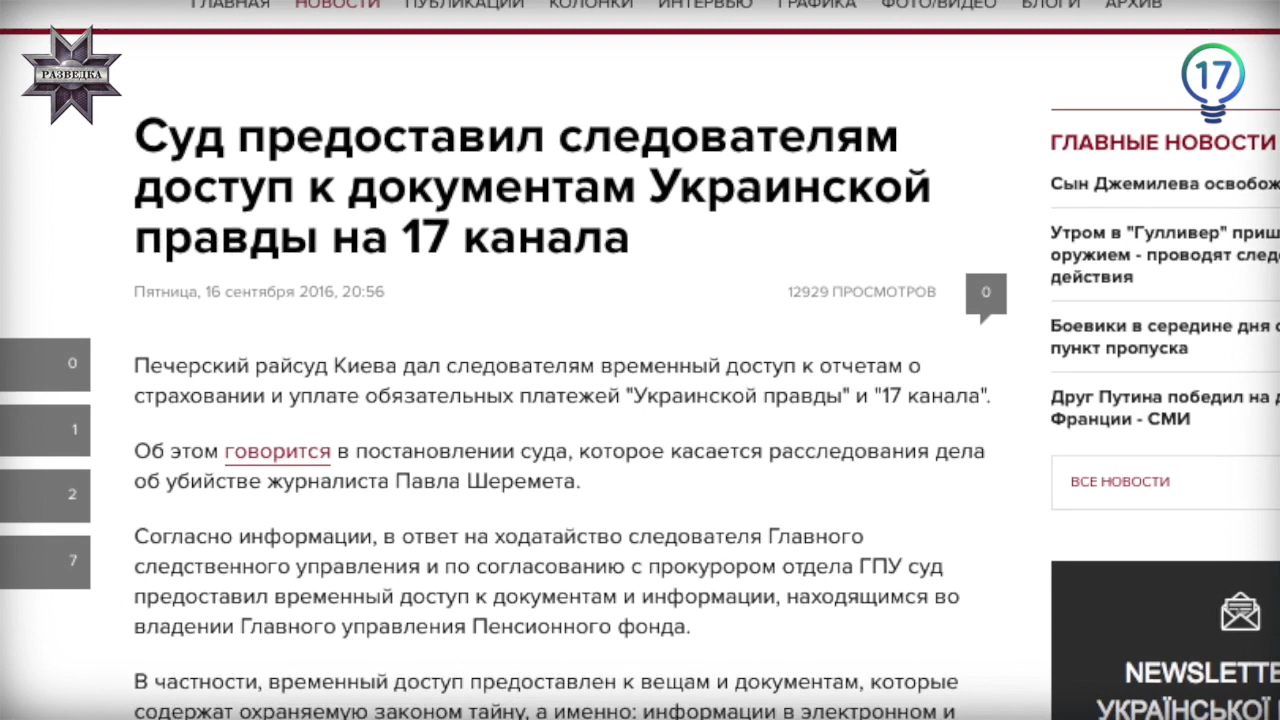 ГЛАВНАЯ НОВОСТИ ПУБЛИКАЦИИ КОЛОНКИ ИНТЕРВЬЮ ГРАФИКА ФОТО/ВИДЕО БЛОГИ АРХИВ
РАЗВЕДКА
17
Суд предоставил следователям
доступ к документам Украинской
правды на 17 канала
Пятница, 16 сентября 2016, 20:56
12929 ПРОСМОТРОВ
0
0
1
2
7
Печерский райсуд Киева дал следователям временный доступ к отчетам о
страховании и уплате обязательных платежей "Украинской правды" и "17 канала".
Об этом говорится в постановлении суда, которое касается расследования дела
об убийстве журналиста Павла Шеремета.
Согласно информации, в ответ на ходатайство следователя Главного
следственного управления и по согласованию с прокурором отдела ГПУ суд
предоставил временный доступ к документам и информации, находящимся во
владении Главного управления Пенсионного фонда.
В частности, временный доступ предоставлен к вещам и документам, которые
содержат охраняемую законом тайну, а именно: информации в электронном и
ГЛАВНЫЕ НОВОСТИ
Сын Джемилева освобож
Утром в "Гулливер" приш
оружием - проводят след
действия
Боевики в середине дня
пункт пропуска
Друг Путина победил на
Франции - СМИ
ВСЕ НОВОСТИ
NEWSLETTE
УКРАЇНСЬКОЇ